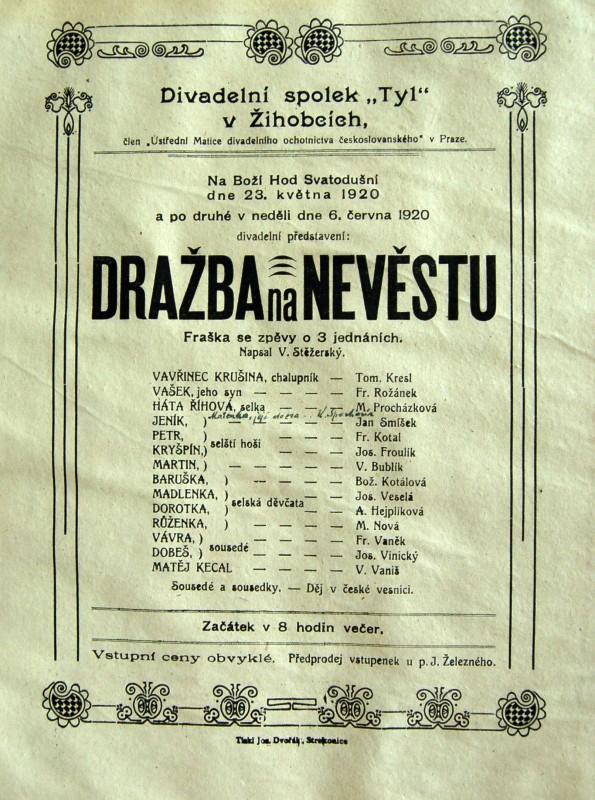 Divadelní spolek „Tyl“
v Žihobcích,
člen „Ústřední Matice divadelního ochotnictva československého“ v Praze.
Na Boží Hod Svatodušní
dne 23. května 1920
a po druhé v neděli dne 6. června 1920
divadelní představení:
DRAŽBA na NEVĚSTU
Fraška se zpěvy o 3 jednáních.
Napsal V. Stěžerský.
VAVŘINEC KRUŠINA, chalupník — Tom. Kresl
VAŠEK, jeho syn — — — — Fr. Rožánek
HÁTA ŘÍHOVÁ, selka — — — M. Procházková
Mařenka, její dcera
JENÍK, ) — — — — Jan Smíšek
PETR, ) selští hoši — — — Fr. Kotal
KRYŠPÍN, ) — — — Jos. Froulík
MARTIN, ) — — — — — V. Bublík
BARUŠKA, ) — — — — Bož. Kotálová
MADLENKA, ) selská děvčata — — Jos. Veselá
DOROTKA, ) — — A. Hejplíková
RŮŽENKA, ) — — — — M. Nová
VÁVRA, ) sousedé — — — — Fr. Vaněk
DOBEŠ, ) — — — — Jos. Vinický
MATĚJ KECAL — — — — V. Vaniš
Sousedé a sousedky. — Děj v české vesnici.
Začátek v 8 hodin večer.
Vstupní ceny obvyklé. Předprodej vstupenek u p. J. Železného.
Tiskl Jos. Dvořák, Strakonice